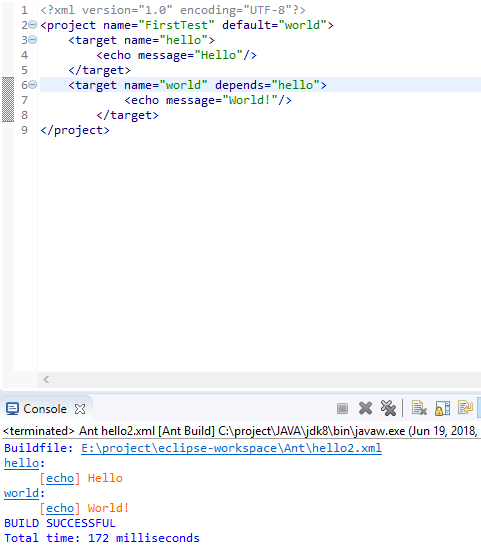 1 <?xml version="1.0" encoding="UTF-8"?>
2 <project name="FirstTest" default="world">
3 <target name="hello">
4 <echo message="Hello"/>
5 </target>
6 <target name="world" depends="hello">
7 <echo message="World!"/>
8 </target>
9 </project>
Console
<terminated> Ant hello2.xml [Ant Build] C:\project\JAVA\jdk8\bin\javaw.exe (Jun 19, 2018,
Buildfile: E:\project\eclipse-workspace\Ant\hello2.xml
hello:
[echo] Hello
world:
[echo] World!
BUILD SUCCESSFUL
Total time: 172 milliseconds